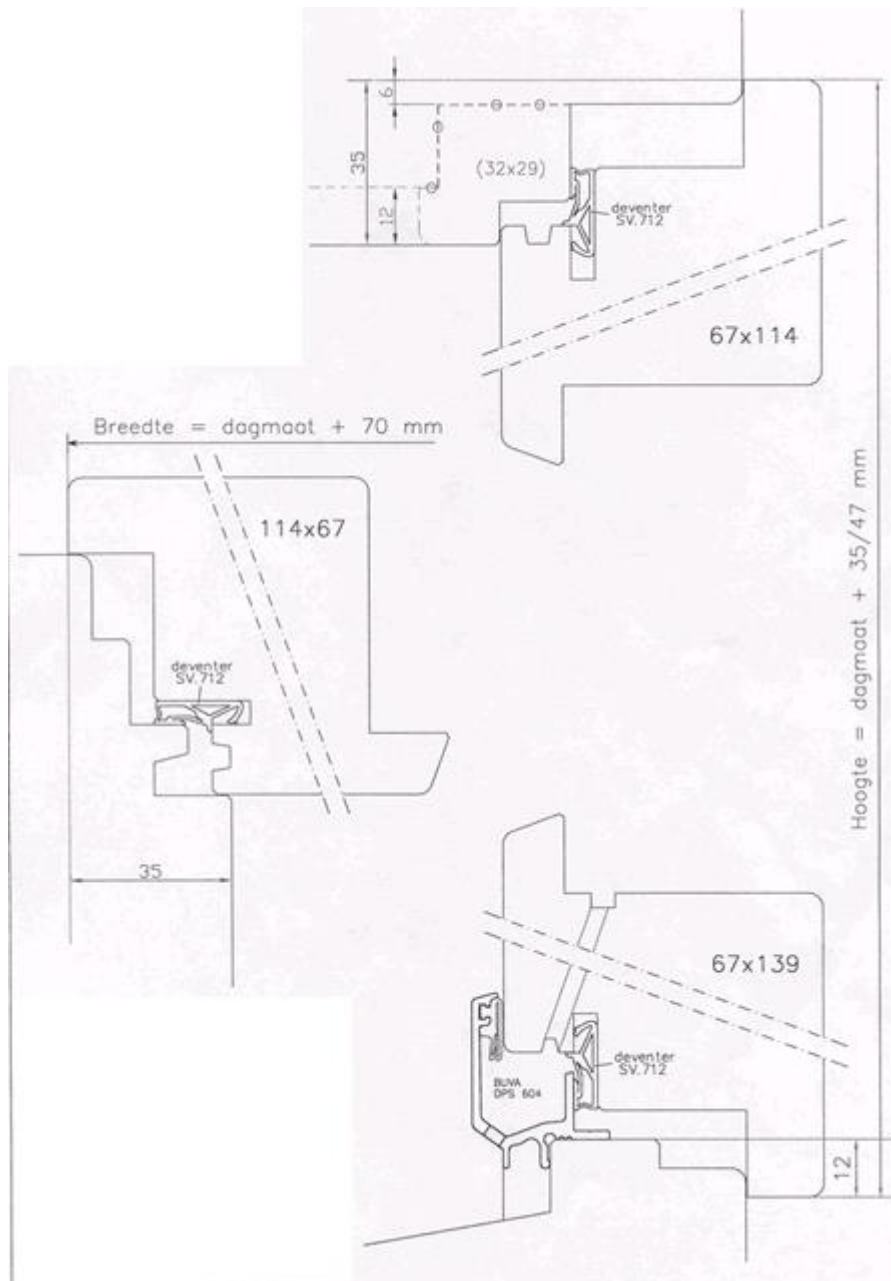 6
35
(32x29)
12
deventer
SV.712
67x114
Breedte = dagmaat + 70 mm
114x67
deventer
SV.712
35
Hoogte = dagmaat + 35/47 mm
67x139
deventer
SV.712
BUVA
DPS 604
12